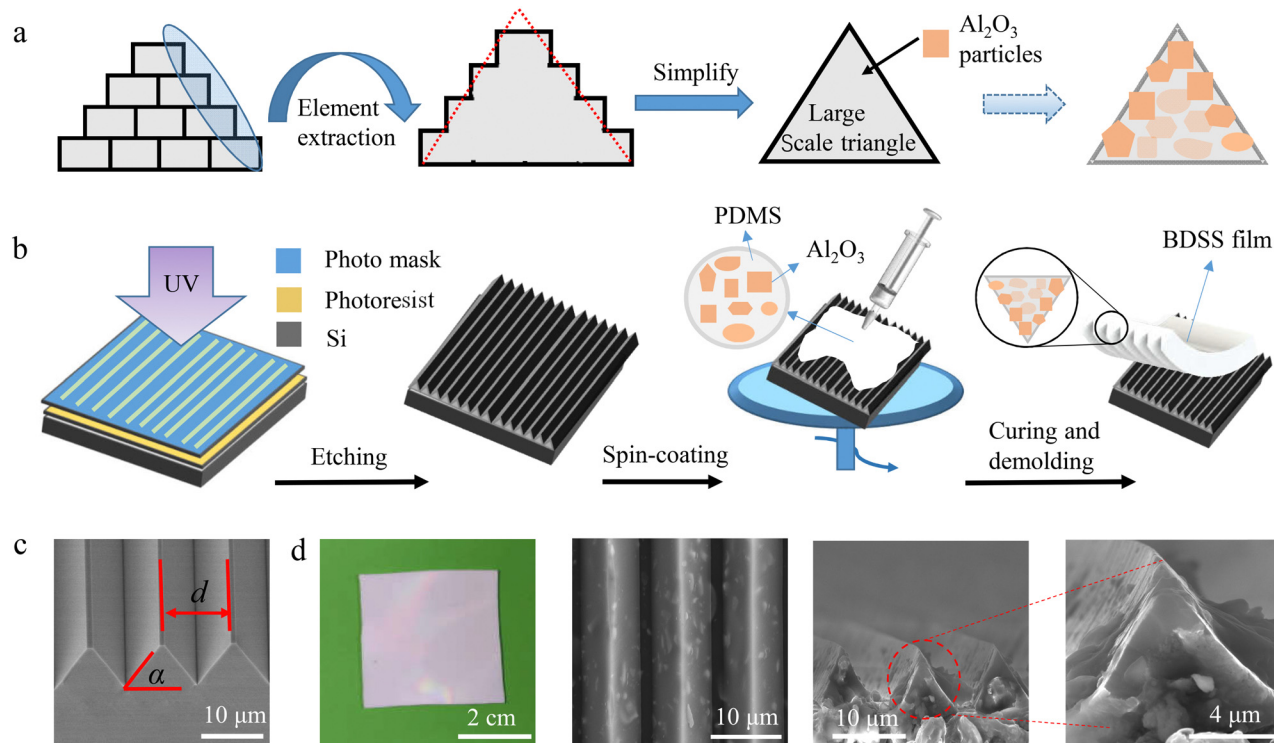 a
Element
extraction
Simplify
Large
Scale triangle
Al₂O₃
particles
b
UV
Photo mask
Photoresist
Si
Etching
Spin-coating
PDMS
Al₂O₃
Curing and
demolding
BDSS film
c
d
α
10 μm
d
2 cm
10 μm
10 μm
4 μm